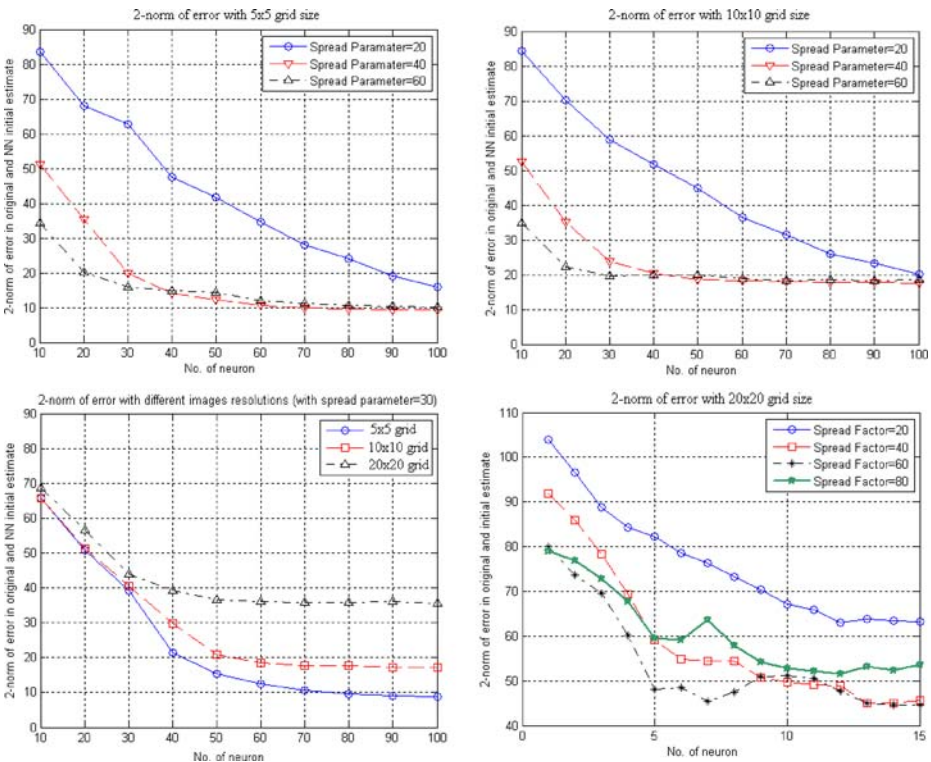 2-norm of error with 5x5 grid size
90
80
70
60
50
40
30
20
10
0
10 20 30 40 50 60 70 80 90 100
2-norm of error in original and NN initial estimate
No. of neuron
Spread Paramater=20
Spread Parameter=40
Spread Parameter=60
2-norm of error with 10x10 grid size
90
80
70
60
50
40
30
20
10
0
10 20 30 40 50 60 70 80 90 100
2-norm of error in original and NN initial estimate
No. of neuron
Spread Parameter=20
Spread Parameter=40
Spread Parameter=60
2-norm of error with different images resolutions (with spread parameter=30)
90
80
70
60
50
40
30
20
10
0
10 20 30 40 50 60 70 80 90 100
2-norm of error in original and NN initial estimate
No. of neuron
5x5 grid
10x10 grid
20x20 grid
2-norm of error with 20x20 grid size
110
100
90
80
70
60
50
40
0 5 10 15
2-norm of error in original and initial estimate
No. of neuron
Spread Factor=20
Spread Factor=40
Spread Factor=60
Spread Factor=80